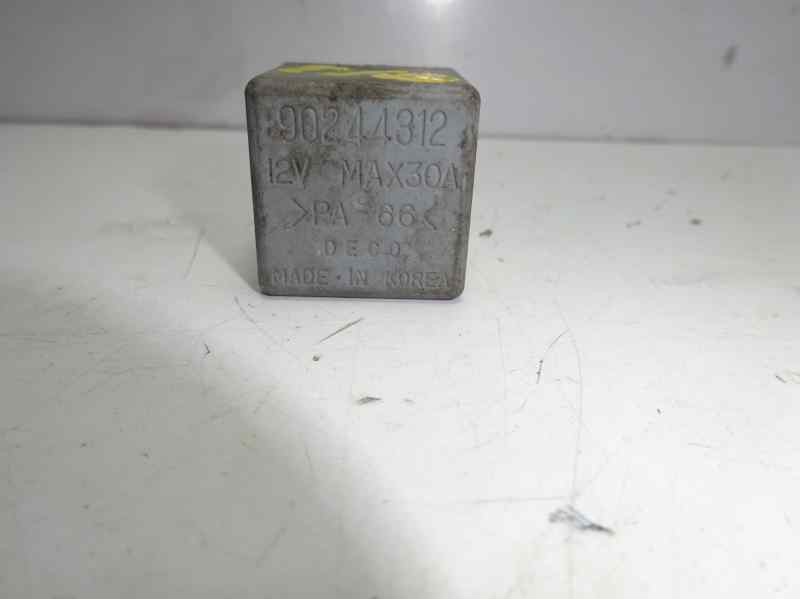 90244312
12V MAX30A
>PA-66<
DECO
MADE·IN KOREA